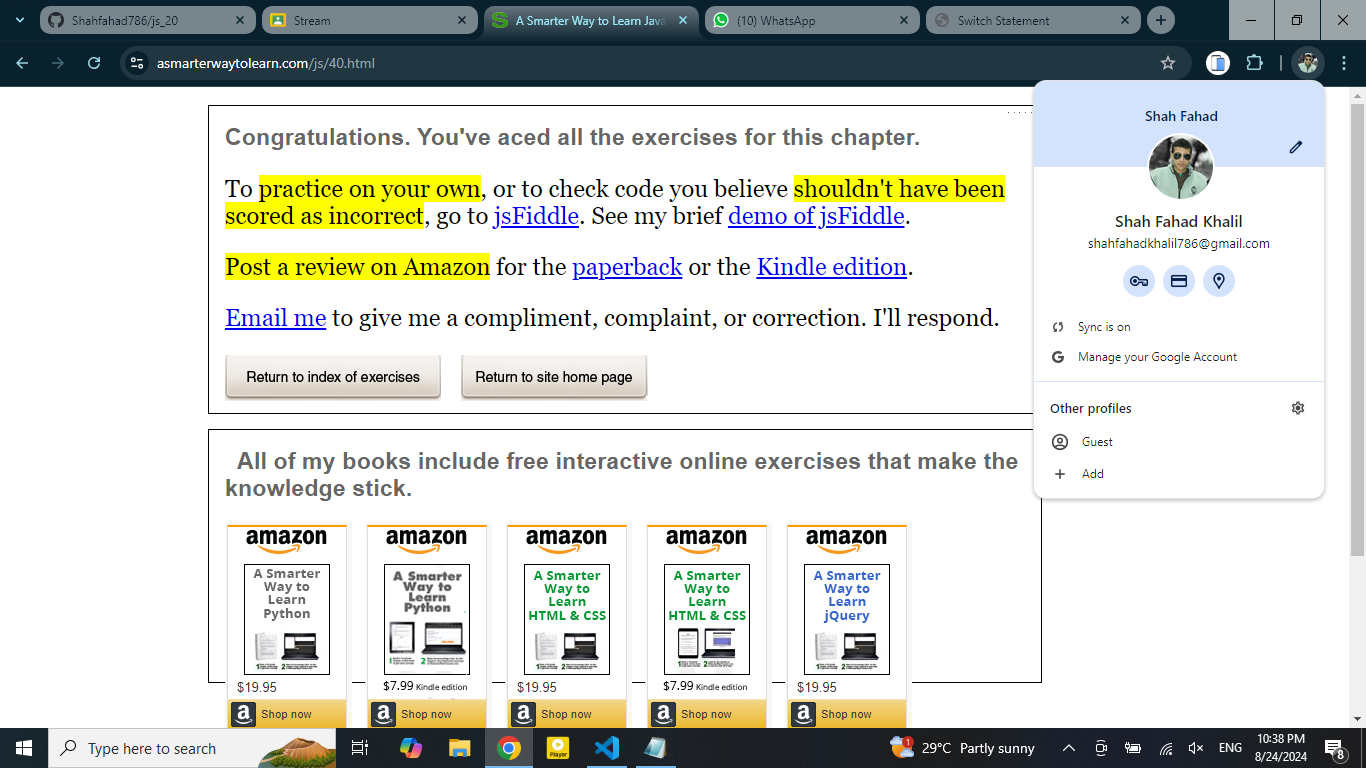 Shahfahad786/js_20
Stream
A Smarter Way to Learn Java
(10) WhatsApp
Switch Statement
asmarterwaytolearn.com/js/40.html
Congratulations. You've aced all the exercises for this chapter.
To practice on your own, or to check code you believe shouldn't have been
scored as incorrect, go to jsFiddle. See my brief demo of jsFiddle.
Post a review on Amazon for the paperback or the Kindle edition.
Email me to give me a compliment, complaint, or correction. I'll respond.
Return to index of exercises
Return to site home page
Shah Fahad
Shah Fahad Khalil
shahfahadkhalil786@gmail.com
Sync is on
Manage your Google Account
Other profiles
Guest
Add
All of my books include free interactive online exercises that make the
knowledge stick.
amazon
A Smarter
Way to
Learn
Python
$19.95
Shop now
amazon
A Smarter
Way to
Learn
Python
$7.99 Kindle edition
Shop now
amazon
A Smarter
Way to
Learn
HTML & CSS
$19.95
Shop now
amazon
A Smarter
Way to
Learn
HTML & CSS
$7.99 Kindle edition
Shop now
amazon
A Smarter
Way to
Learn
jQuery
$19.95
Shop now
Type here to search
Player
1
29°C Partly sunny
ENG
10:38 PM
8/24/2024
8